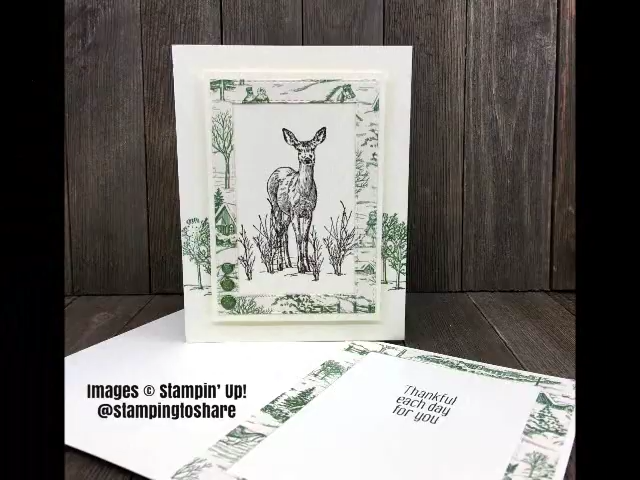 Images © Stampin' Up!
@stampingtoshare
Thankful
each day
for you